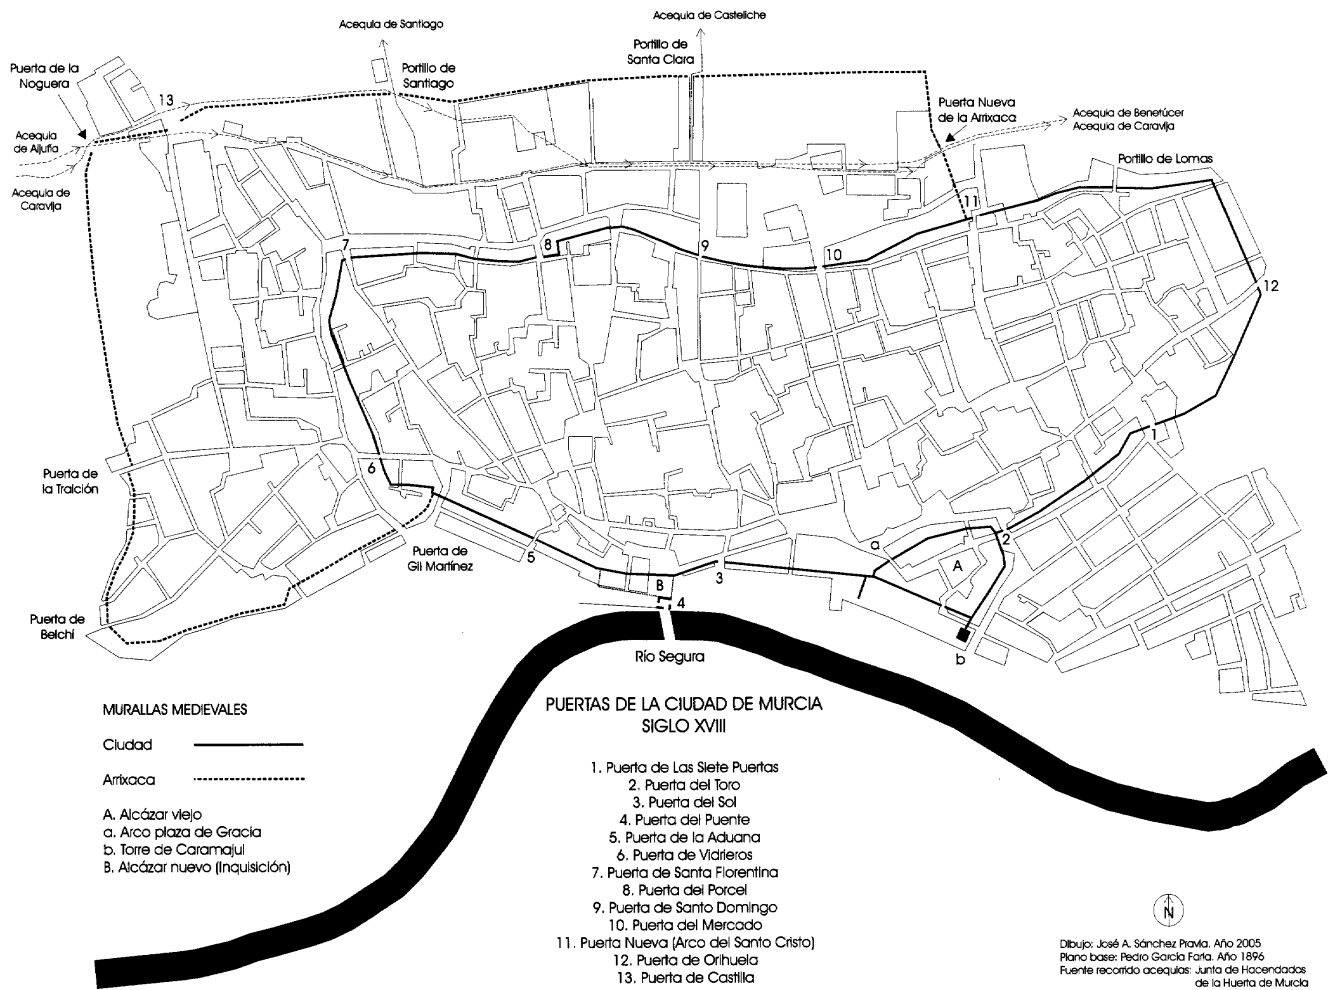 Acequia de Santiago
Acequia de Casteliche
Puerta de la
Noguera
13
Portillo de
Santiago
Portillo de
Santa Clara
Puerta Nueva
de la Arrixaca
Acequia de Benetúcer
Acequia de Caravija
Acequia
de Aljufía
Acequia de
Caravija
Portillo de Lomas
7
8
9
10
11
12
Puerta de
la Traición
6
1
Puerta de
Gil Martínez
5
B
3
4
a
A
2
b
Puerta de
Belchí
Río Segura
MURALLAS MEDIEVALES
Ciudad
Arrixaca
A. Alcázar viejo
a. Arco plaza de Gracia
b. Torre de Caramajul
B. Alcázar nuevo (Inquisición)
PUERTAS DE LA CIUDAD DE MURCIA
SIGLO XVIII
1. Puerta de Las Siete Puertas
2. Puerta del Toro
3. Puerta del Sol
4. Puerta del Puente
5. Puerta de la Aduana
6. Puerta de Vidrieros
7. Puerta de Santa Florentina
8. Puerta del Porcel
9. Puerta de Santo Domingo
10. Puerta del Mercado
11. Puerta Nueva (Arco del Santo Cristo)
12. Puerta de Orihuela
13. Puerta de Castilla
N
Dibujo: José A. Sánchez Pravia. Año 2005
Plano base: Pedro García Faria. Año 1896
Fuente recorrido acequias: Junta de Hacendados
de la Huerta de Murcia